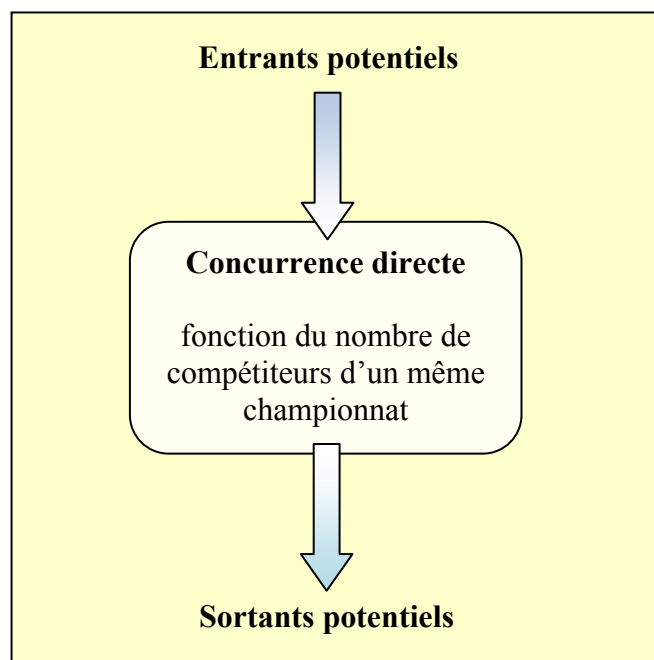 Entrants potentiels
Concurrence directe
fonction du nombre de
compétiteurs d’un même
championnat
Sortants potentiels